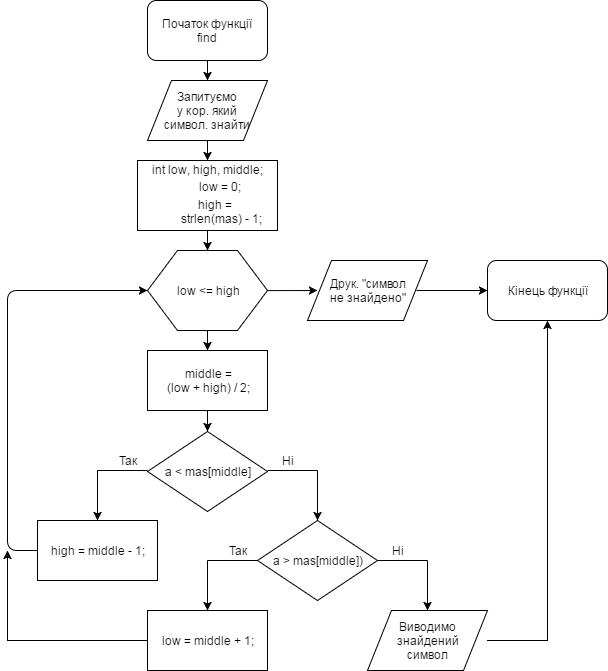 Початок функції
find
Запитуємо
у кор. який
символ. знайти
int low, high, middle;
low = 0;
high =
strlen(mas) - 1;
low <= high
Друк. "символ
не знайдено"
Кінець функції
middle =
(low + high) / 2;
Так
a < mas[middle]
Ні
high = middle - 1;
Так
a > mas[middle])
Ні
low = middle + 1;
Виводимо
знайдений
символ